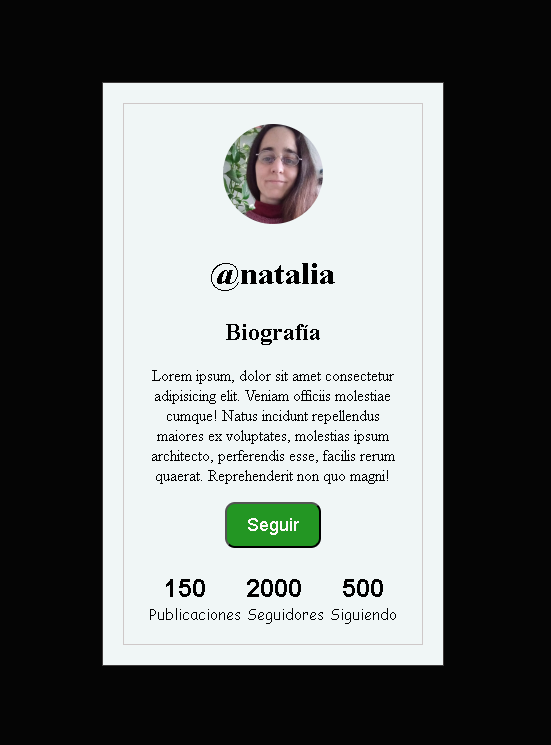 @natalia
Biografía
Lorem ipsum, dolor sit amet consectetur
adipisicing elit. Veniam officiis molestiae
cumque! Natus incidunt repellendus
maiores ex voluptates, molestias ipsum
architecto, perferendis esse, facilis rerum
quaerat. Reprehenderit non quo magni!
Seguir
150 2000 500
Publicaciones Seguidores Siguiendo